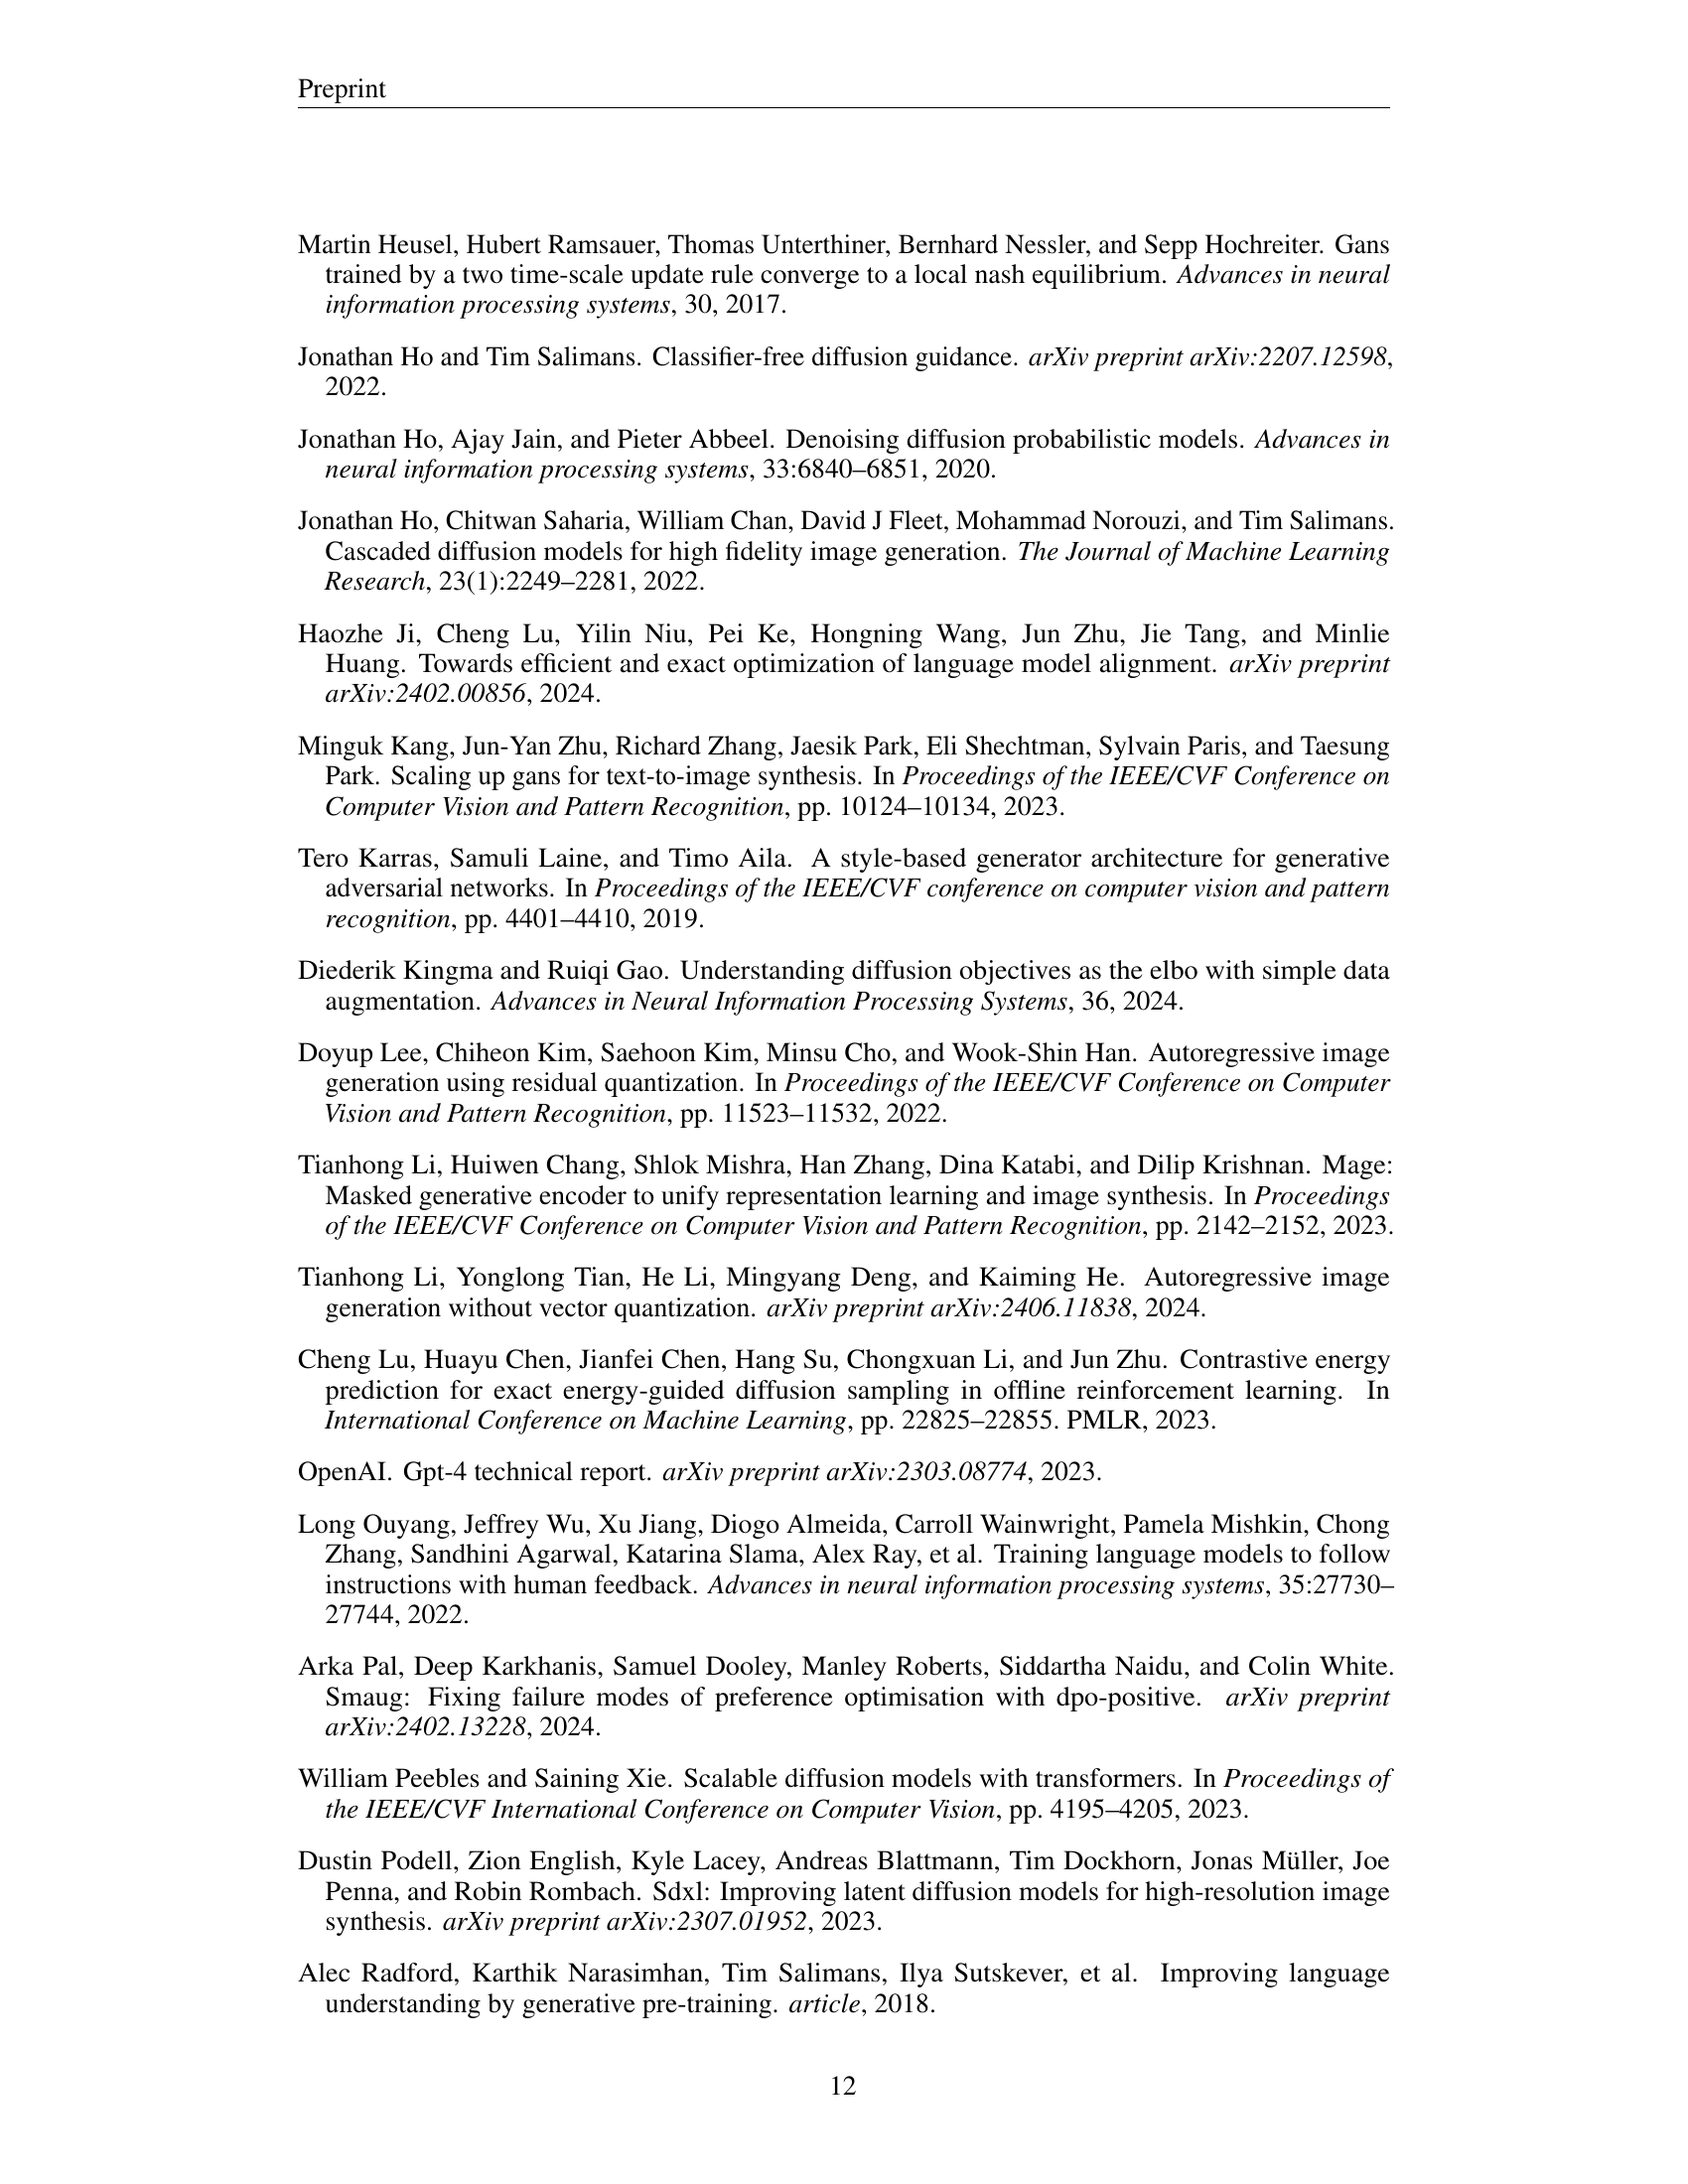 Preprint
Martin Heusel, Hubert Ramsauer, Thomas Unterthiner, Bernhard Nessler, and Sepp Hochreiter. Gans
trained by a two time-scale update rule converge to a local nash equilibrium. Advances in neural
information processing systems, 30, 2017.
Jonathan Ho and Tim Salimans. Classifier-free diffusion guidance. arXiv preprint arXiv:2207.12598,
2022.
Jonathan Ho, Ajay Jain, and Pieter Abbeel. Denoising diffusion probabilistic models. Advances in
neural information processing systems, 33:6840–6851, 2020.
Jonathan Ho, Chitwan Saharia, William Chan, David J Fleet, Mohammad Norouzi, and Tim Salimans.
Cascaded diffusion models for high fidelity image generation. The Journal of Machine Learning
Research, 23(1):2249–2281, 2022.
Haozhe Ji, Cheng Lu, Yilin Niu, Pei Ke, Hongning Wang, Jun Zhu, Jie Tang, and Minlie
Huang. Towards efficient and exact optimization of language model alignment. arXiv preprint
arXiv:2402.00856, 2024.
Minguk Kang, Jun-Yan Zhu, Richard Zhang, Jaesik Park, Eli Shechtman, Sylvain Paris, and Taesung
Park. Scaling up gans for text-to-image synthesis. In Proceedings of the IEEE/CVF Conference on
Computer Vision and Pattern Recognition, pp. 10124–10134, 2023.
Tero Karras, Samuli Laine, and Timo Aila. A style-based generator architecture for generative
adversarial networks. In Proceedings of the IEEE/CVF conference on computer vision and pattern
recognition, pp. 4401–4410, 2019.
Diederik Kingma and Ruiqi Gao. Understanding diffusion objectives as the elbo with simple data
augmentation. Advances in Neural Information Processing Systems, 36, 2024.
Doyup Lee, Chiheon Kim, Saehoon Kim, Minsu Cho, and Wook-Shin Han. Autoregressive image
generation using residual quantization. In Proceedings of the IEEE/CVF Conference on Computer
Vision and Pattern Recognition, pp. 11523–11532, 2022.
Tianhong Li, Huiwen Chang, Shlok Mishra, Han Zhang, Dina Katabi, and Dilip Krishnan. Mage:
Masked generative encoder to unify representation learning and image synthesis. In Proceedings
of the IEEE/CVF Conference on Computer Vision and Pattern Recognition, pp. 2142–2152, 2023.
Tianhong Li, Yonglong Tian, He Li, Mingyang Deng, and Kaiming He. Autoregressive image
generation without vector quantization. arXiv preprint arXiv:2406.11838, 2024.
Cheng Lu, Huayu Chen, Jianfei Chen, Hang Su, Chongxuan Li, and Jun Zhu. Contrastive energy
prediction for exact energy-guided diffusion sampling in offline reinforcement learning. In
International Conference on Machine Learning, pp. 22825–22855. PMLR, 2023.
OpenAI. Gpt-4 technical report. arXiv preprint arXiv:2303.08774, 2023.
Long Ouyang, Jeffrey Wu, Xu Jiang, Diogo Almeida, Carroll Wainwright, Pamela Mishkin, Chong
Zhang, Sandhini Agarwal, Katarina Slama, Alex Ray, et al. Training language models to follow
instructions with human feedback. Advances in neural information processing systems, 35:27730–
27744, 2022.
Arka Pal, Deep Karkhanis, Samuel Dooley, Manley Roberts, Siddartha Naidu, and Colin White.
Smaug: Fixing failure modes of preference optimisation with dpo-positive. arXiv preprint
arXiv:2402.13228, 2024.
William Peebles and Saining Xie. Scalable diffusion models with transformers. In Proceedings of
the IEEE/CVF International Conference on Computer Vision, pp. 4195–4205, 2023.
Dustin Podell, Zion English, Kyle Lacey, Andreas Blattmann, Tim Dockhorn, Jonas Müller, Joe
Penna, and Robin Rombach. Sdxl: Improving latent diffusion models for high-resolution image
synthesis. arXiv preprint arXiv:2307.01952, 2023.
Alec Radford, Karthik Narasimhan, Tim Salimans, Ilya Sutskever, et al. Improving language
understanding by generative pre-training. article, 2018.
12